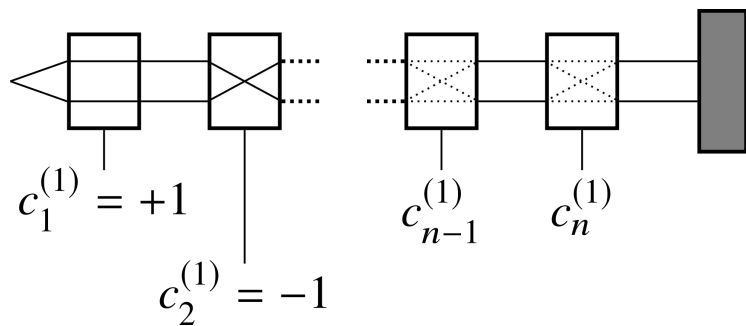 c_1^{(1)} = +1
c_{n-1}^{(1)}
c_n^{(1)}
c_2^{(1)} = -1